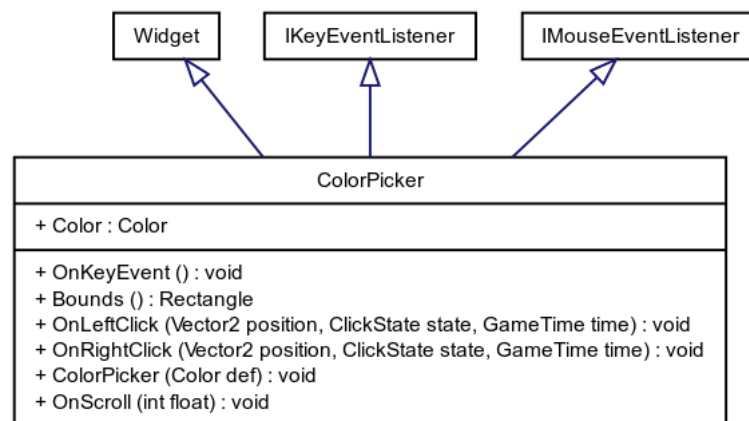 Widget
IKeyEventListener
IMouseEventListener
ColorPicker
+ Color : Color
+ OnKeyEvent () : void
+ Bounds () : Rectangle
+ OnLeftClick (Vector2 position, ClickState state, GameTime time) : void
+ OnRightClick (Vector2 position, ClickState state, GameTime time) : void
+ ColorPicker (Color def) : void
+ OnScroll (int float) : void